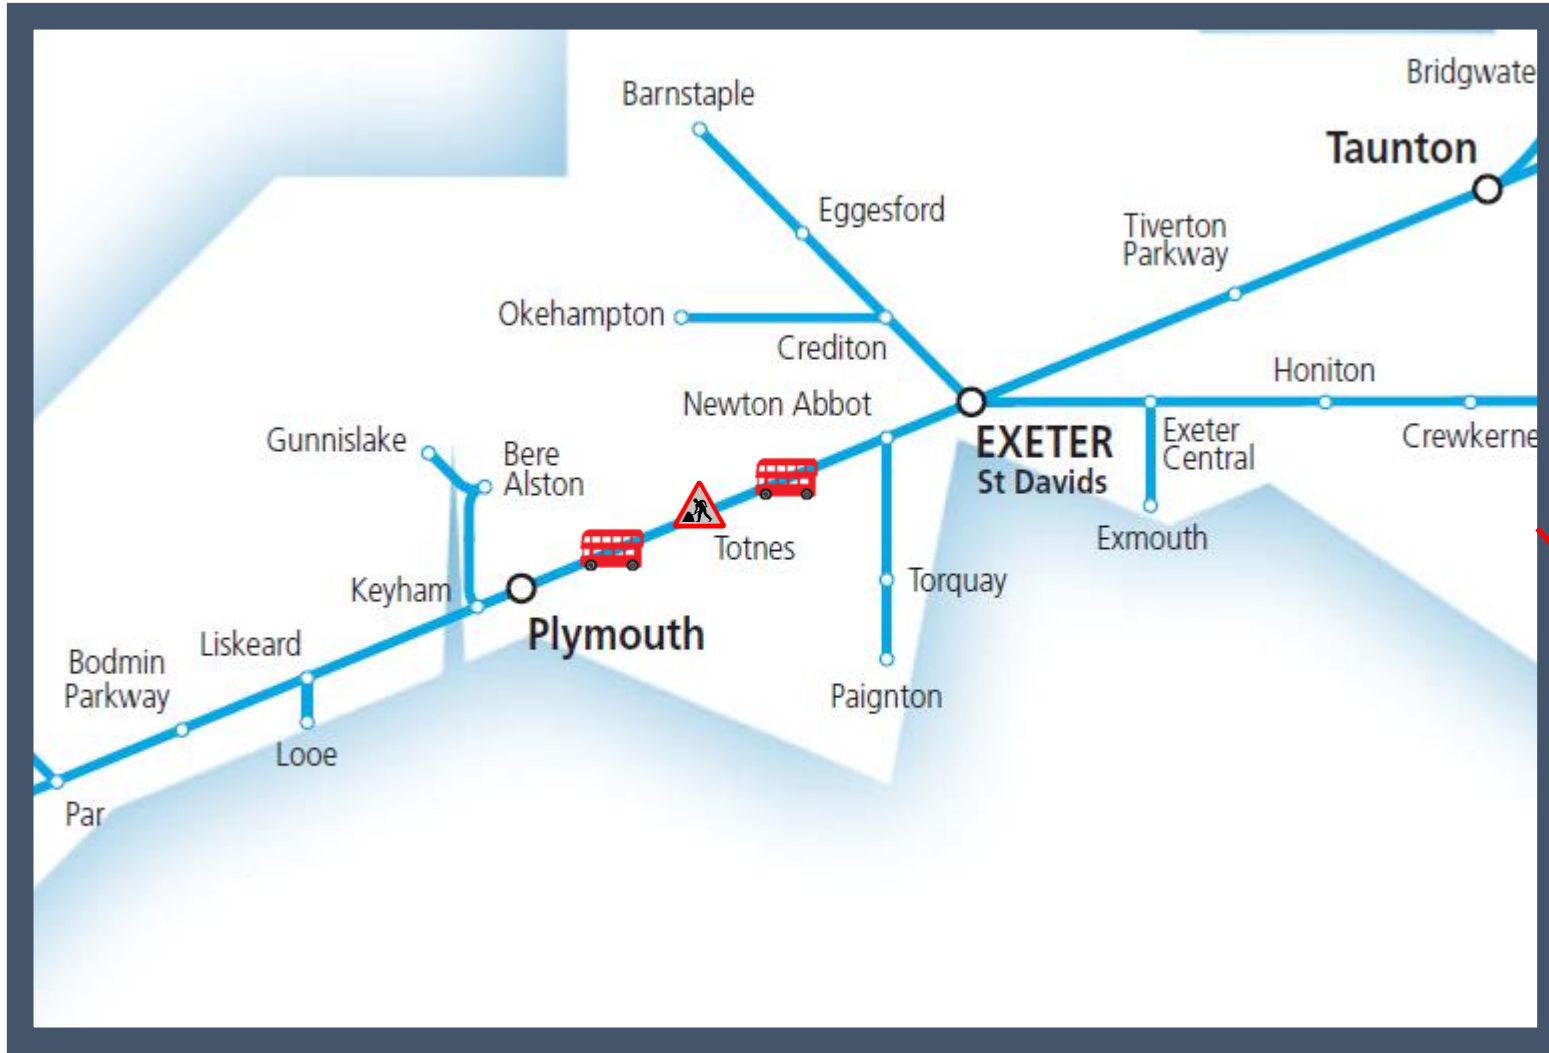 Bridgwate
Barnstaple
Taunton
Eggesford
Tiverton
Parkway
Okehampton
Crediton
Honiton
Newton Abbot
Gunnislake
Bere
Alston
EXETER
St Davids
Exeter
Central
Crewkerne
Totnes
Exmouth
Keyham
Torquay
Plymouth
Liskeard
Bodmin
Parkway
Paignton
Looe
Par